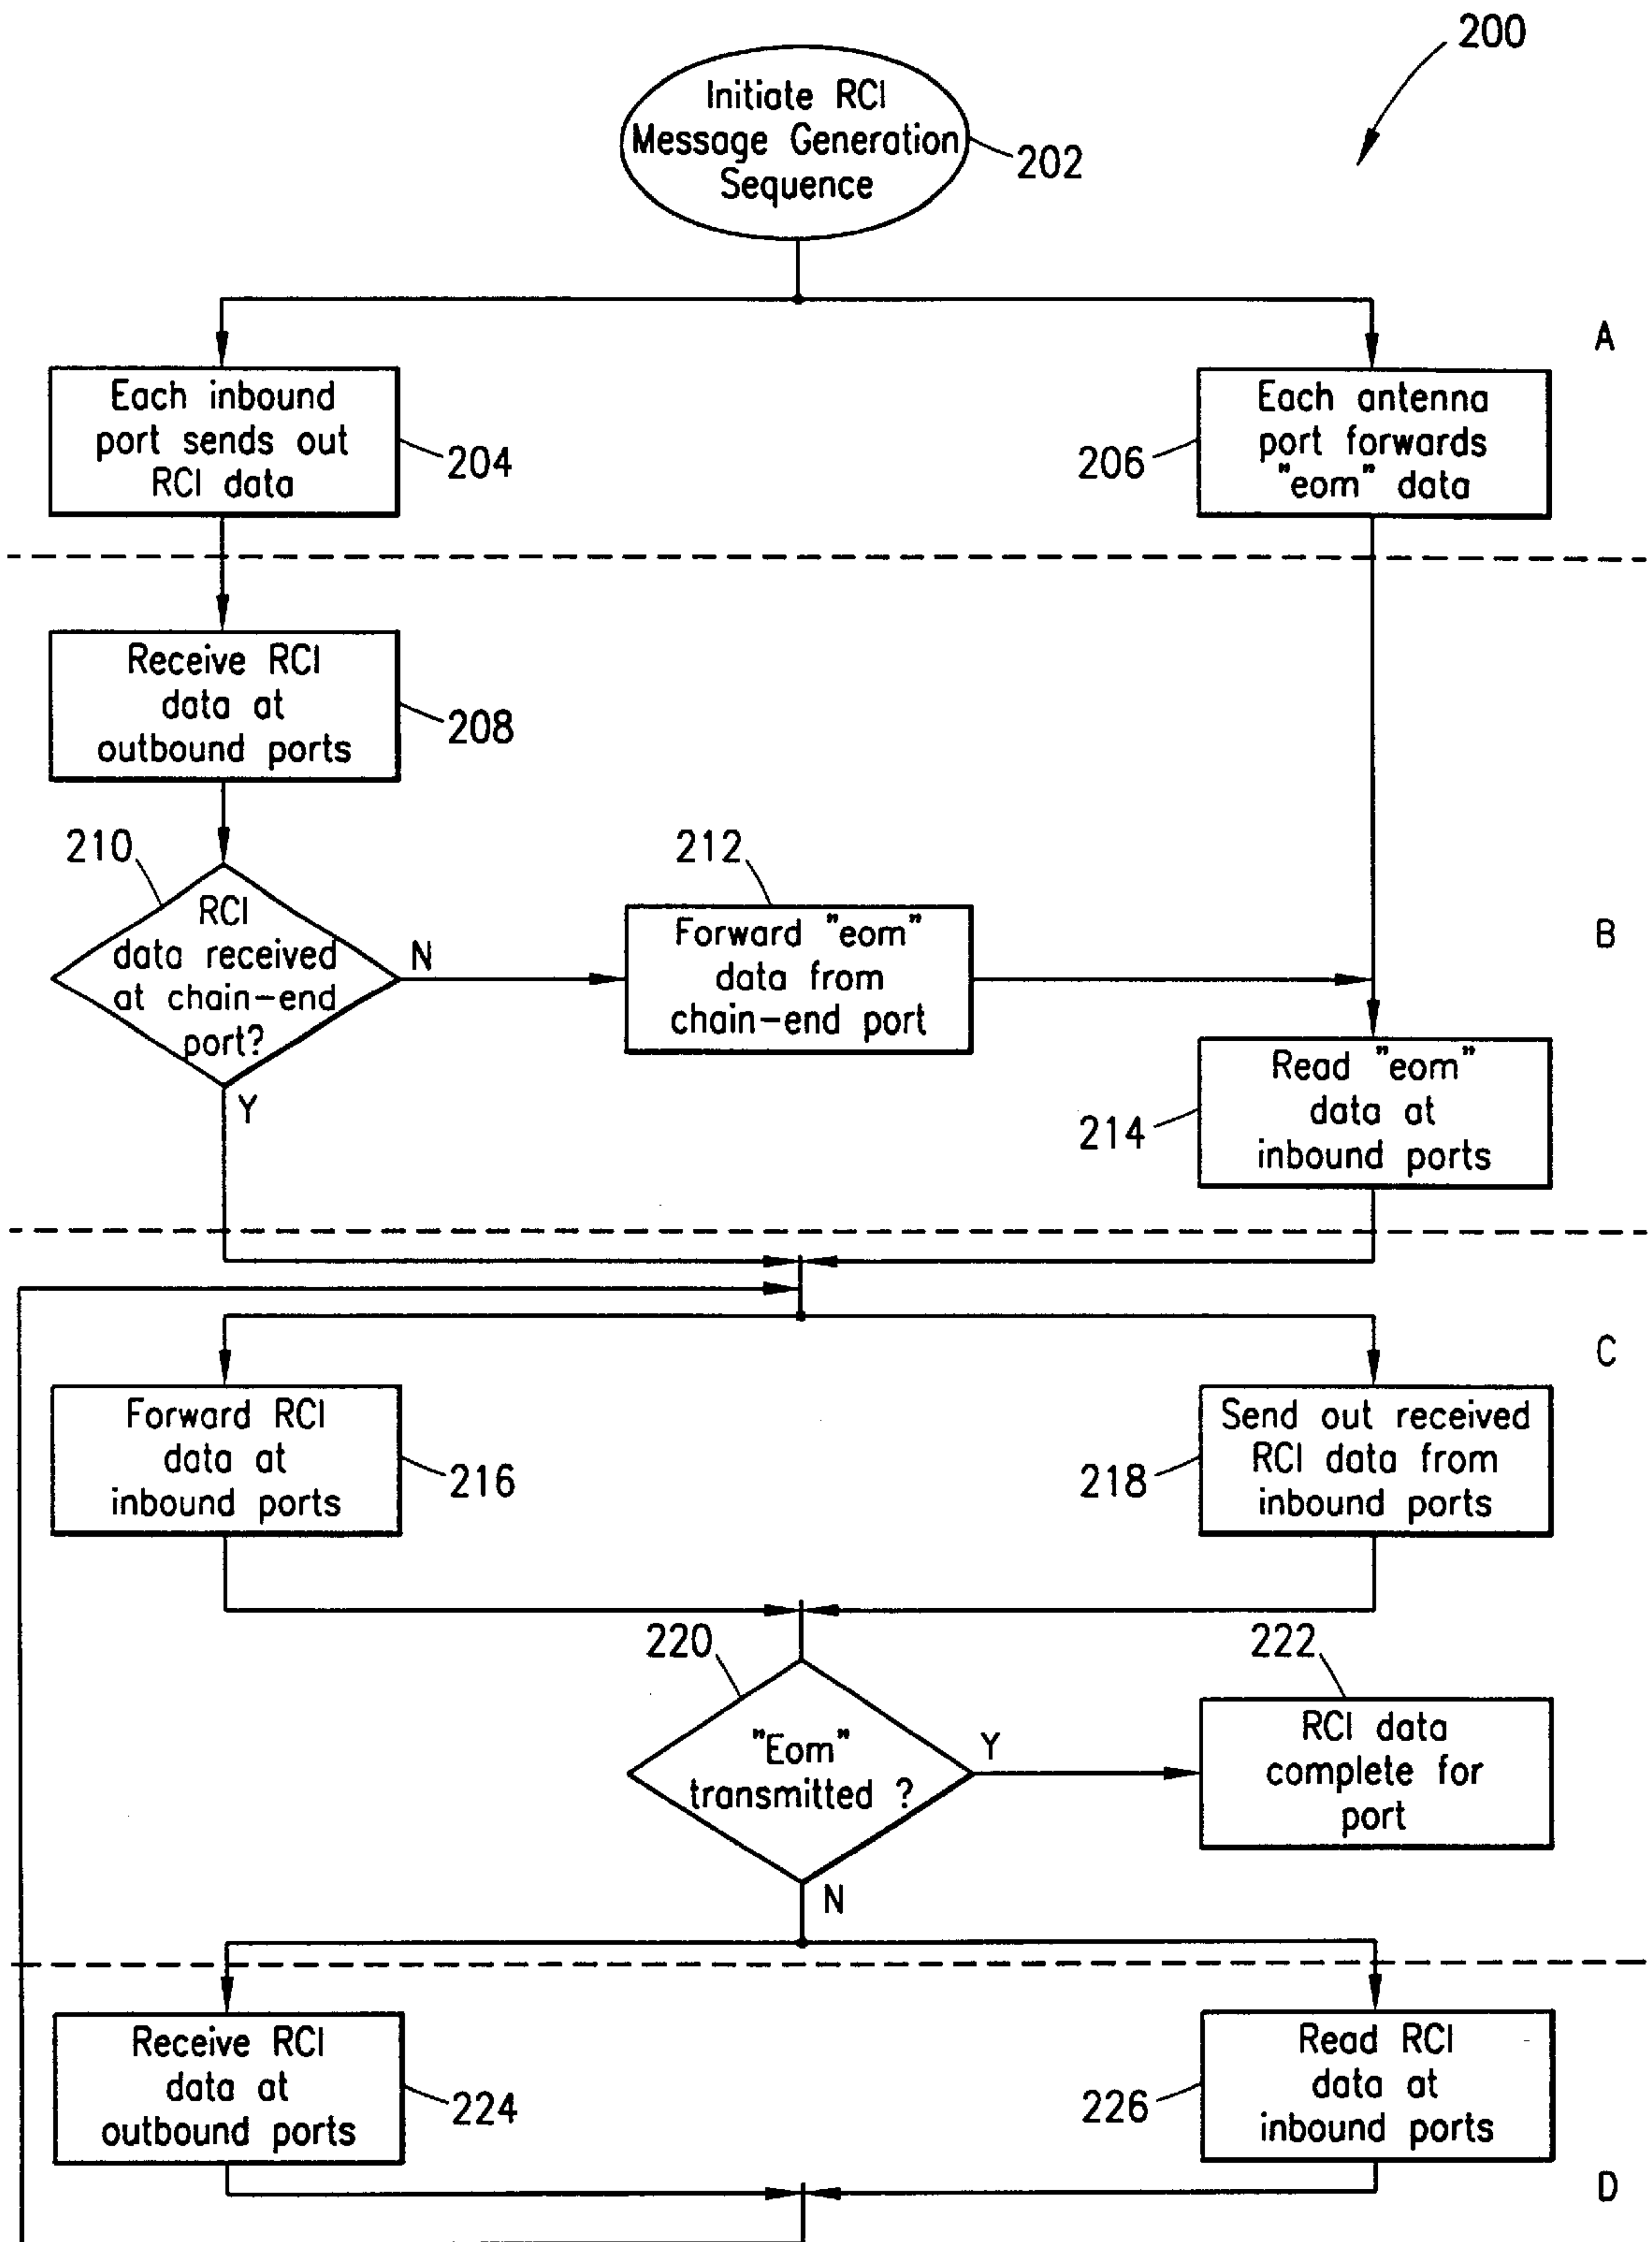 200
Initiate RCI
Message Generation
Sequence
202
A
Each inbound
port sends out
RCI data
204
Each antenna
port forwards
"eom" data
206
Receive RCI
data at
outbound ports
208
210
RCI
data received
at chain-end
port?
N
Y
212
Forward "eom"
data from
chain-end port
B
Read "eom"
data at
inbound ports
214
C
Forward RCI
data at
inbound ports
216
Send out received
RCI data from
inbound ports
218
220
"Eom"
transmitted ?
Y
N
222
RCI data
complete for
port
Receive RCI
data at
outbound ports
224
Read RCI
data at
inbound ports
226
D